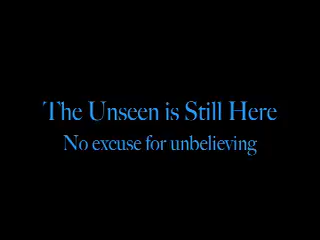 The Unseen is Still Here
No excuse for unbelieving